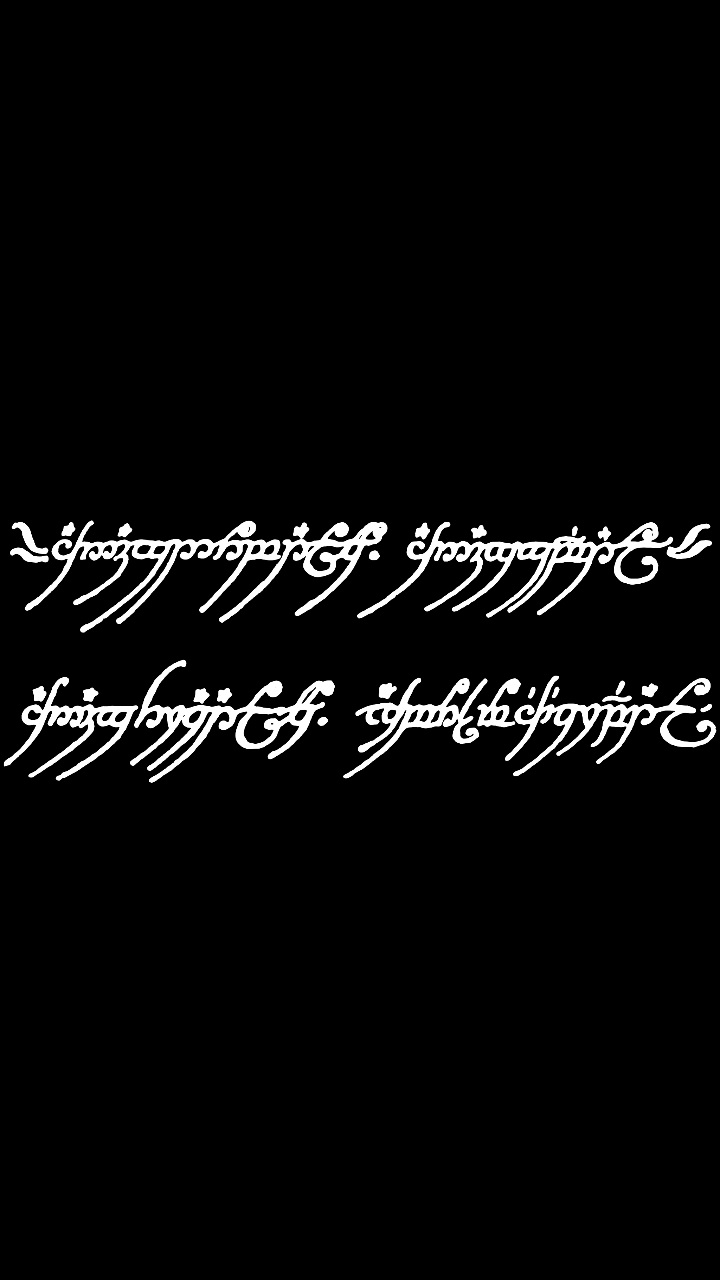 Ash nazg durbatulûk, ash nazg gimbatul,
ash nazg thrakatulûk agh burzum-ishi krimpatul.